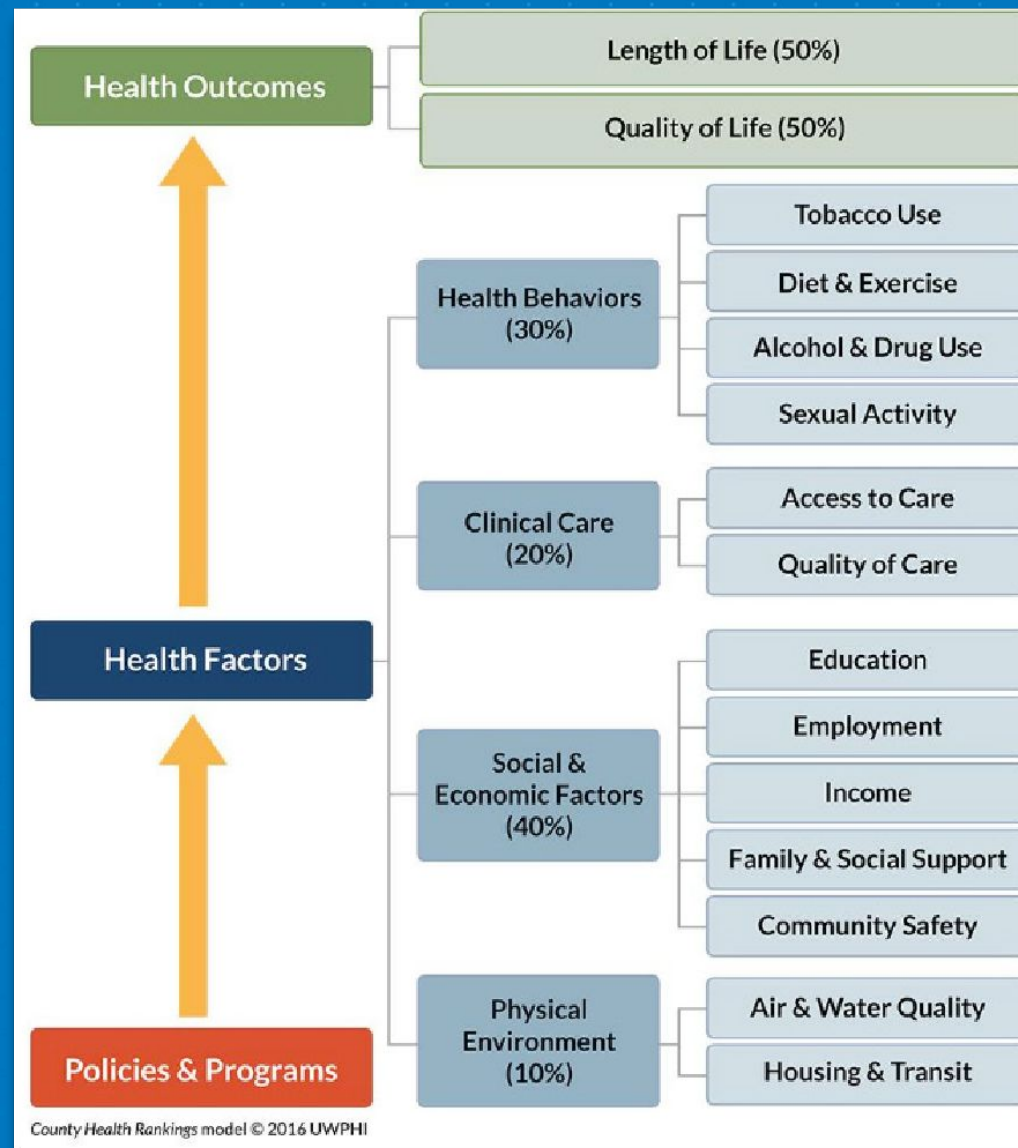 Health Outcomes
Length of Life (50%)
Quality of Life (50%)
Health Behaviors
(30%)
Tobacco Use
Diet & Exercise
Alcohol & Drug Use
Sexual Activity
Clinical Care
(20%)
Access to Care
Quality of Care
Health Factors
Social &
Economic Factors
(40%)
Education
Employment
Income
Family & Social Support
Community Safety
Physical
Environment
(10%)
Air & Water Quality
Housing & Transit
Policies & Programs
County Health Rankings model © 2016 UWPHI